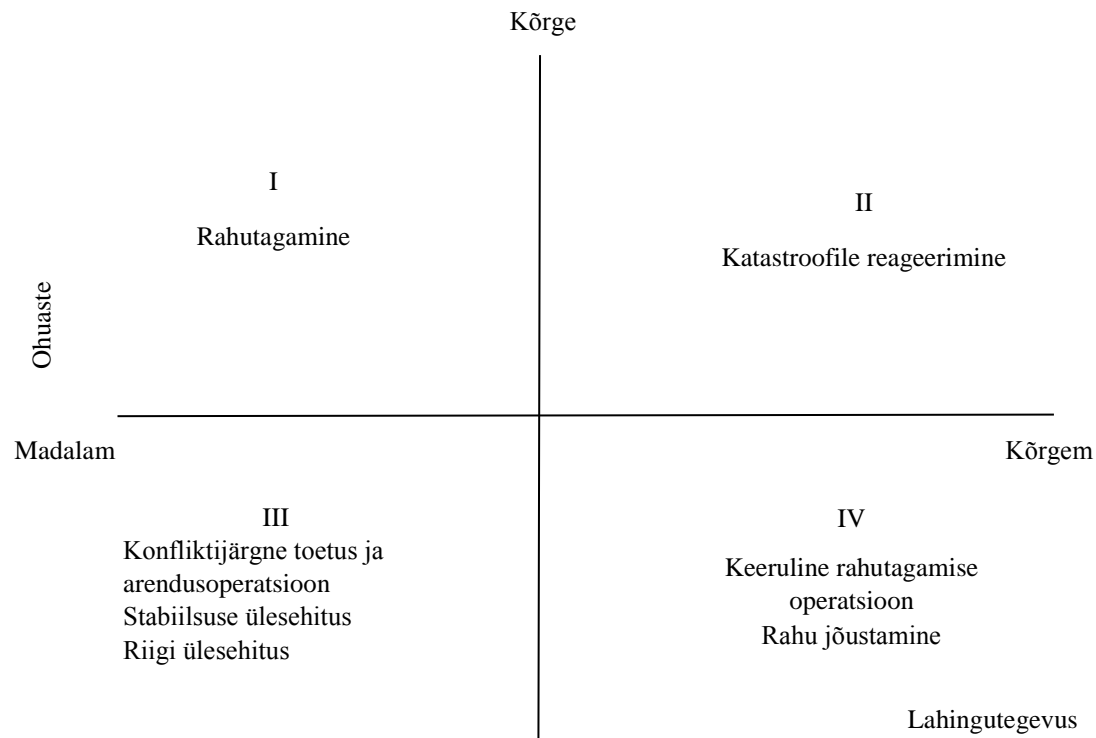 Kõrge
I
Rahutagamine
II
Katastroofile reageerimine
Ohuaste
Madalam
Kõrgem
III
Konfliktijärgne toetus ja
arendusoperatsioon
Stabiilsuse ülesehitus
Riigi ülesehitus
IV
Keeruline rahutagamise
operatsioon
Rahu jõustamine
Lahingutegevus